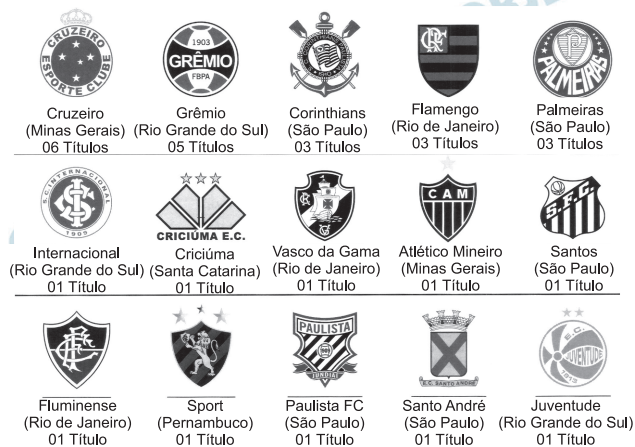 CRUZEIRO
ESPORTE CLUBE
1903
GRÊMIO
FBPA
PALMEIRAS
Cruzeiro
(Minas Gerais)
06 Títulos
Grêmio
(Rio Grande do Sul)
05 Títulos
Corinthians
(São Paulo)
03 Títulos
Flamengo
(Rio de Janeiro)
03 Títulos
Palmeiras
(São Paulo)
03 Títulos
S.C. INTERNACIONAL
1909
CRICIÚMA E.C.
CAM
S.F.C.
Internacional
(Rio Grande do Sul)
01 Título
Criciúma
(Santa Catarina)
01 Título
Vasco da Gama
(Rio de Janeiro)
01 Título
Atlético Mineiro
(Minas Gerais)
01 Título
Santos
(São Paulo)
01 Título
PAULISTA
JUNDIAÍ
E.C. SANTO ANDRÉ
E.C.
JUVENTUDE
1913
Fluminense
(Rio de Janeiro)
01 Título
Sport
(Pernambuco)
01 Título
Paulista FC
(São Paulo)
01 Título
Santo André
(São Paulo)
01 Título
Juventude
(Rio Grande do Sul)
01 Título